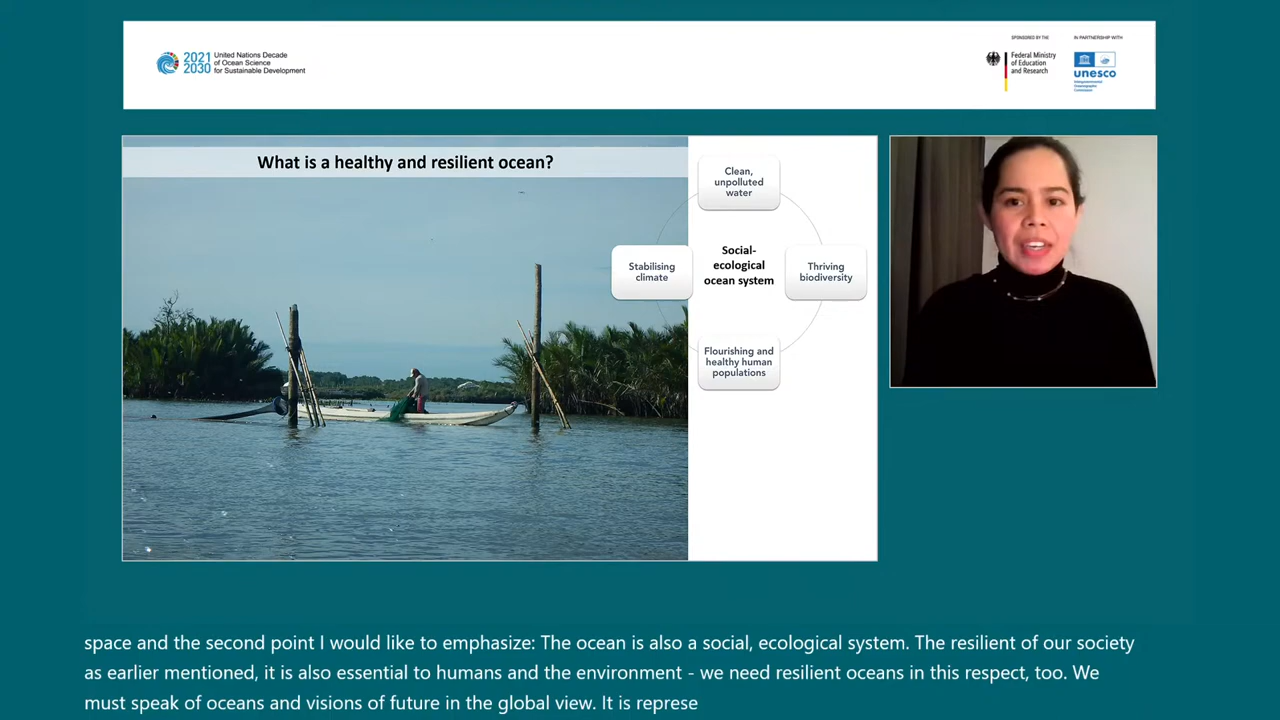 2021
2030
United Nations Decade
of Ocean Science
for Sustainable Development
SPONSORED BY THE
Federal Ministry
of Education
and Research
IN PARTNERSHIP WITH
unesco
Intergovernmental
Oceanographic
Commission
What is a healthy and resilient ocean?
Clean,
unpolluted
water
Stabilising
climate
Social-
ecological
ocean system
Thriving
biodiversity
Flourishing and
healthy human
populations
space and the second point I would like to emphasize: The ocean is also a social, ecological system. The resilient of our society
as earlier mentioned, it is also essential to humans and the environment - we need resilient oceans in this respect, too. We
must speak of oceans and visions of future in the global view. It is represe